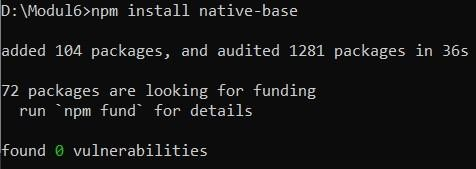 D:\Modul6>npm install native-base
added 104 packages, and audited 1281 packages in 36s
72 packages are looking for funding
  run `npm fund` for details
found 0 vulnerabilities